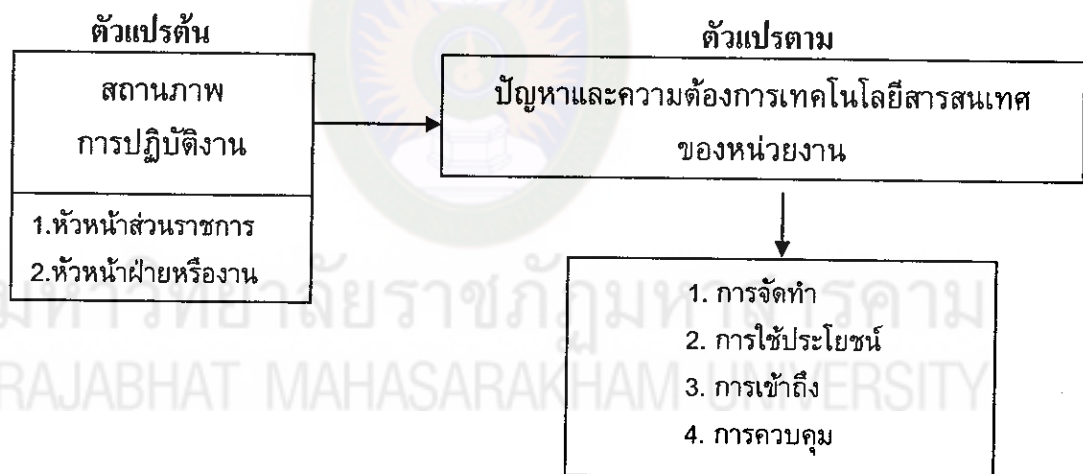 ตัวแปรต้น
สถานภาพ
การปฏิบัติงาน
1.หัวหน้าส่วนราชการ
2.หัวหน้าฝ่ายหรืองาน
ตัวแปรตาม
ปัญหาและความต้องการเทคโนโลยีสารสนเทศ
ของหน่วยงาน
1. การจัดทำ
2. การใช้ประโยชน์
3. การเข้าถึง
4. การควบคุม
มหาวิทยาลัยราชภัฏมหาสารคาม
RAJABHAT MAHASARAKHAM UNIVERSITY